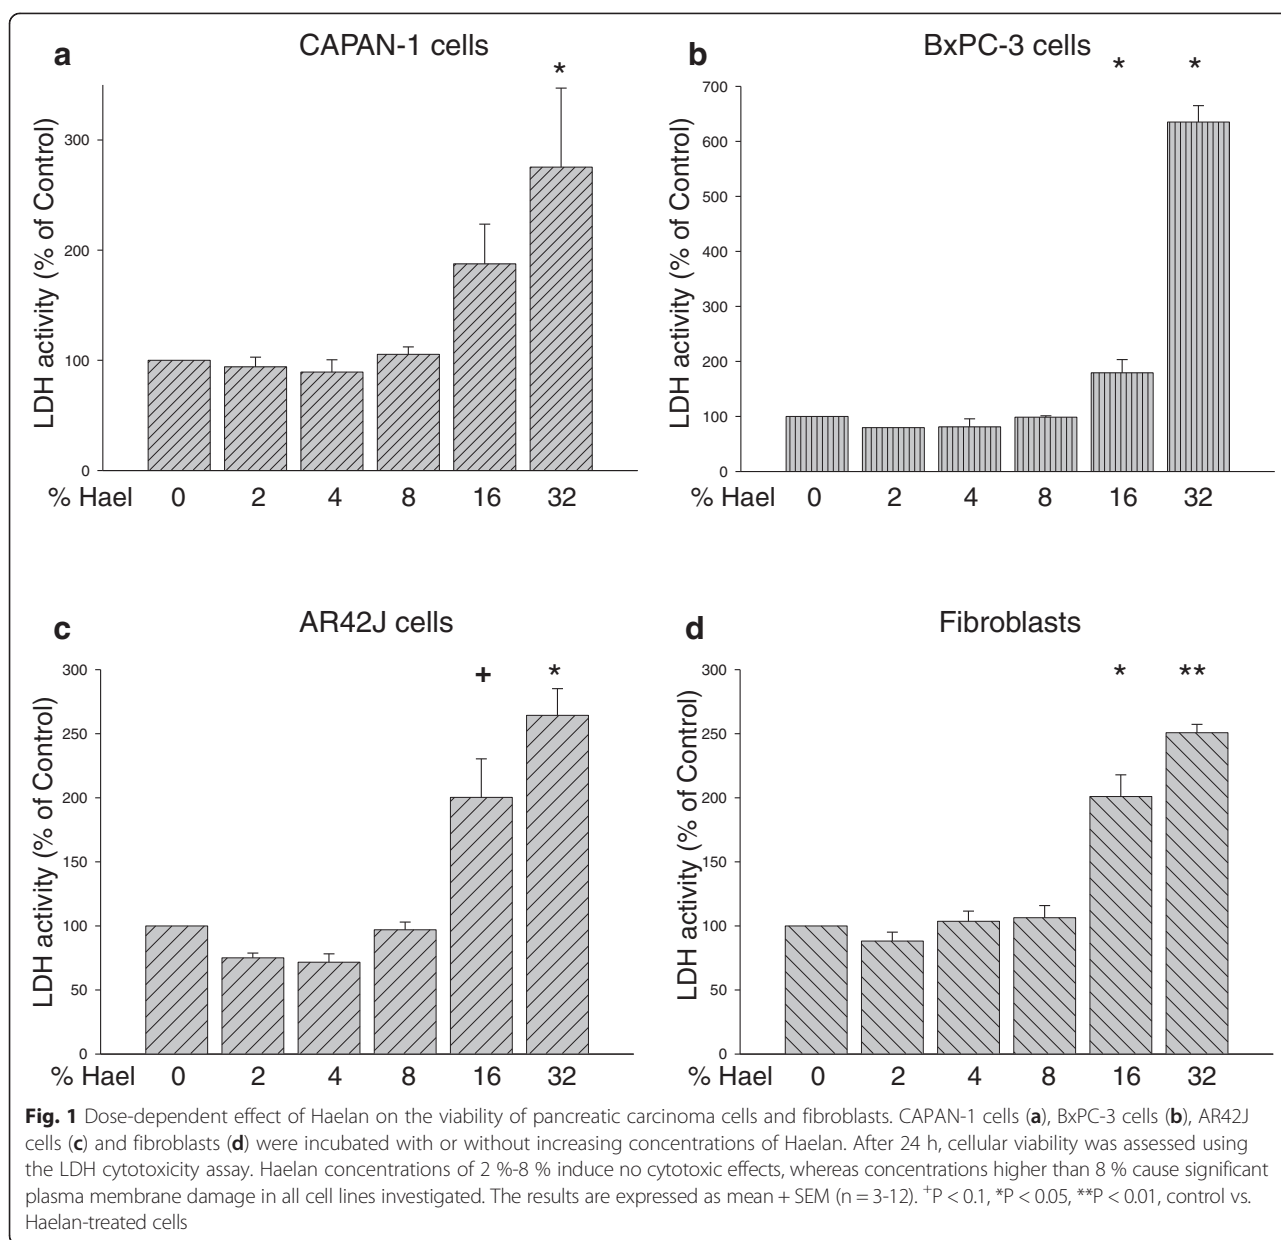 a CAPAN-1 cells
*
LDH activity (% of Control)
300
200
100
0
% Hael 0 2 4 8 16 32
b BxPC-3 cells
* *
LDH activity (% of Control)
700
600
500
400
300
200
100
0
% Hael 0 2 4 8 16 32
c AR42J cells
+ *
LDH activity (% of Control)
300
250
200
150
100
50
0
% Hael 0 2 4 8 16 32
d Fibroblasts
* **
LDH activity (% of Control)
300
250
200
150
100
50
0
% Hael 0 2 4 8 16 32
Fig. 1 Dose-dependent effect of Haelan on the viability of pancreatic carcinoma cells and fibroblasts. CAPAN-1 cells (a), BxPC-3 cells (b), AR42J
cells (c) and fibroblasts (d) were incubated with or without increasing concentrations of Haelan. After 24 h, cellular viability was assessed using
the LDH cytotoxicity assay. Haelan concentrations of 2 %-8 % induce no cytotoxic effects, whereas concentrations higher than 8 % cause significant
plasma membrane damage in all cell lines investigated. The results are expressed as mean + SEM (n = 3-12). +P < 0.1, *P < 0.05, **P < 0.01, control vs.
Haelan-treated cells